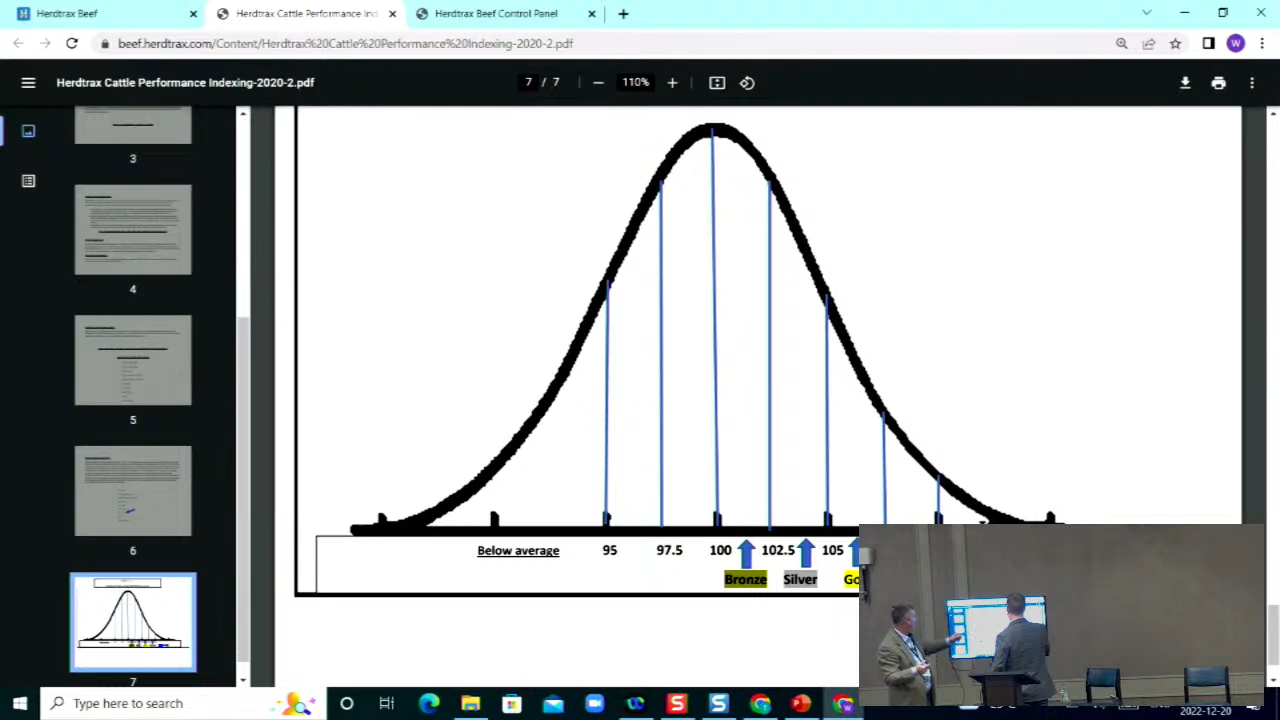 Herdtrax Beef
Herdtrax Cattle Performance Ind
Herdtrax Beef Control Panel
beef.herdtrax.com/Content/Herdtrax%20Cattle%20Performance%20Indexing-2020-2.pdf
W
Herdtrax Cattle Performance Indexing-2020-2.pdf
7 / 7
110%
3
4
5
6
7
Below average 95 97.5 100 102.5 105
Bronze Silver Go
Type here to search
2022-12-20